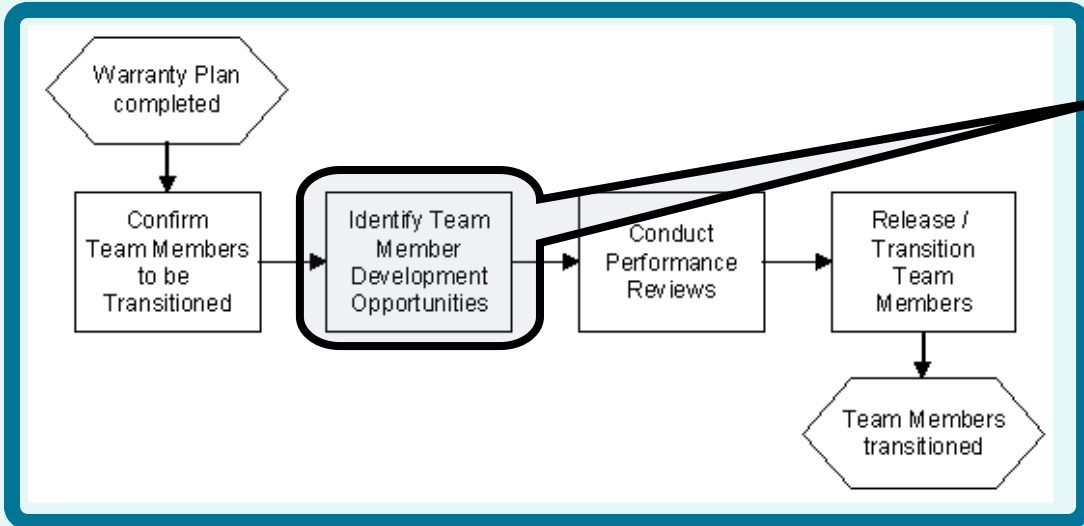 Warranty Plan
completed
Confirm
Team Members
to be
Transitioned
Identify Team
Member
Development
Opportunities
Conduct
Performance
Reviews
Release /
Transition
Team
Members
Team Members
transitioned